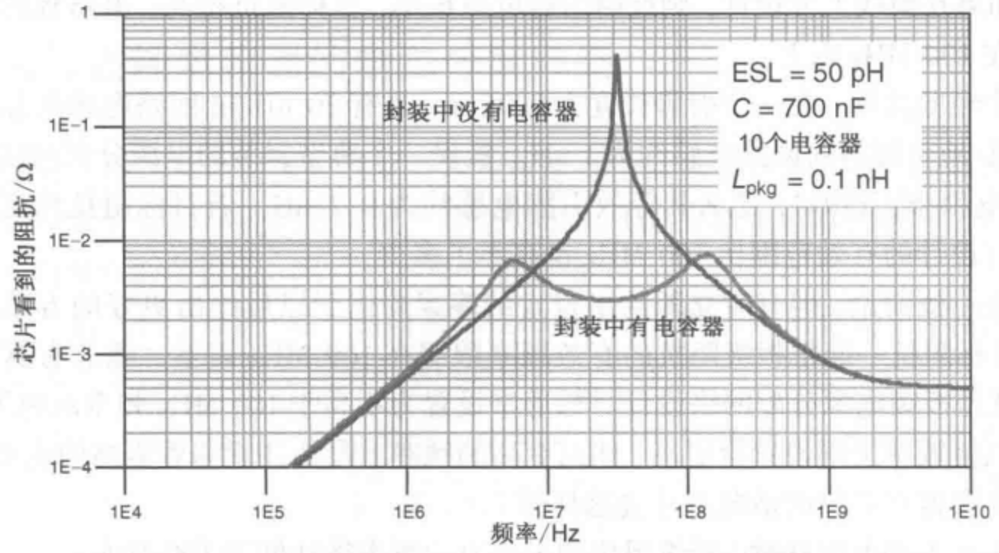 1
1E-1
1E-2
1E-3
1E-4
芯片看到的阻抗/Ω
封装中没有电容器
ESL = 50 pH
C = 700 nF
10个电容器
Lpkg = 0.1 nH
封装中有电容器
1E4
1E5
1E6
1E7
1E8
1E9
1E10
频率/Hz